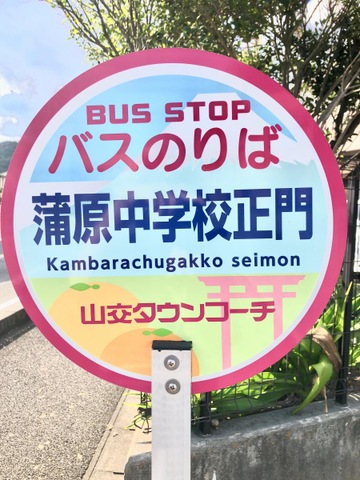 BUS STOP
バスのりば
蒲原中学校正門
Kambarachugakko seimon
山交タウンコーチ